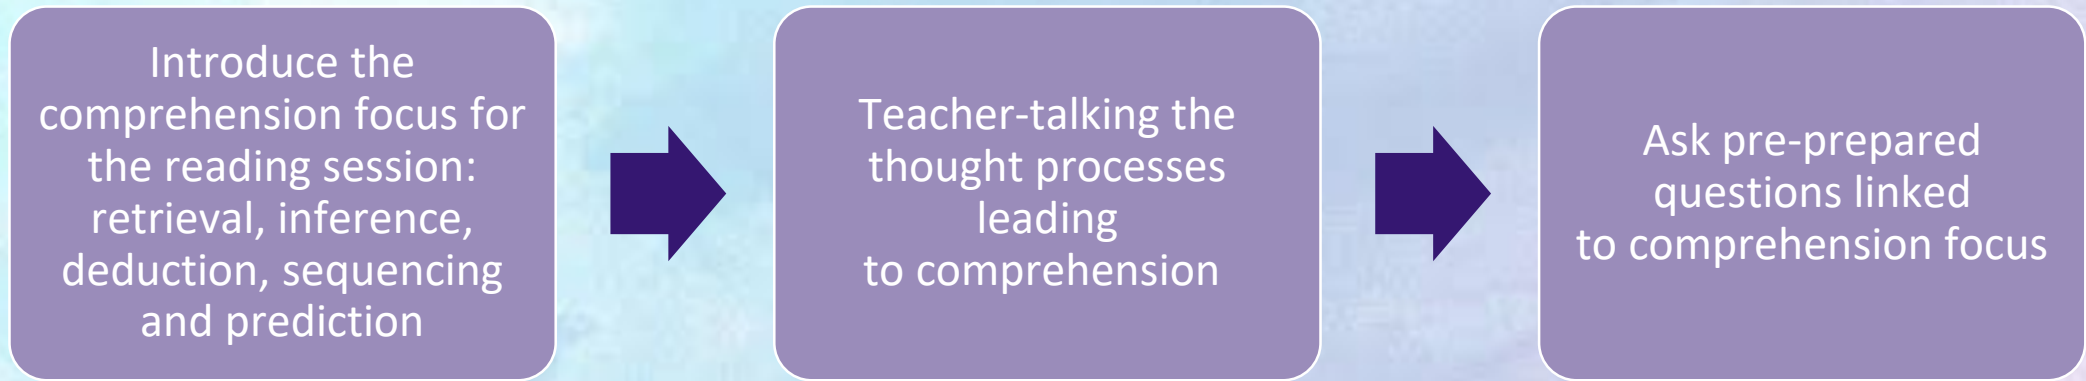 Introduce the
comprehension focus for
the reading session:
retrieval, inference,
deduction, sequencing
and prediction
Teacher-talking the
thought processes
leading
to comprehension
Ask pre-prepared
questions linked
to comprehension focus